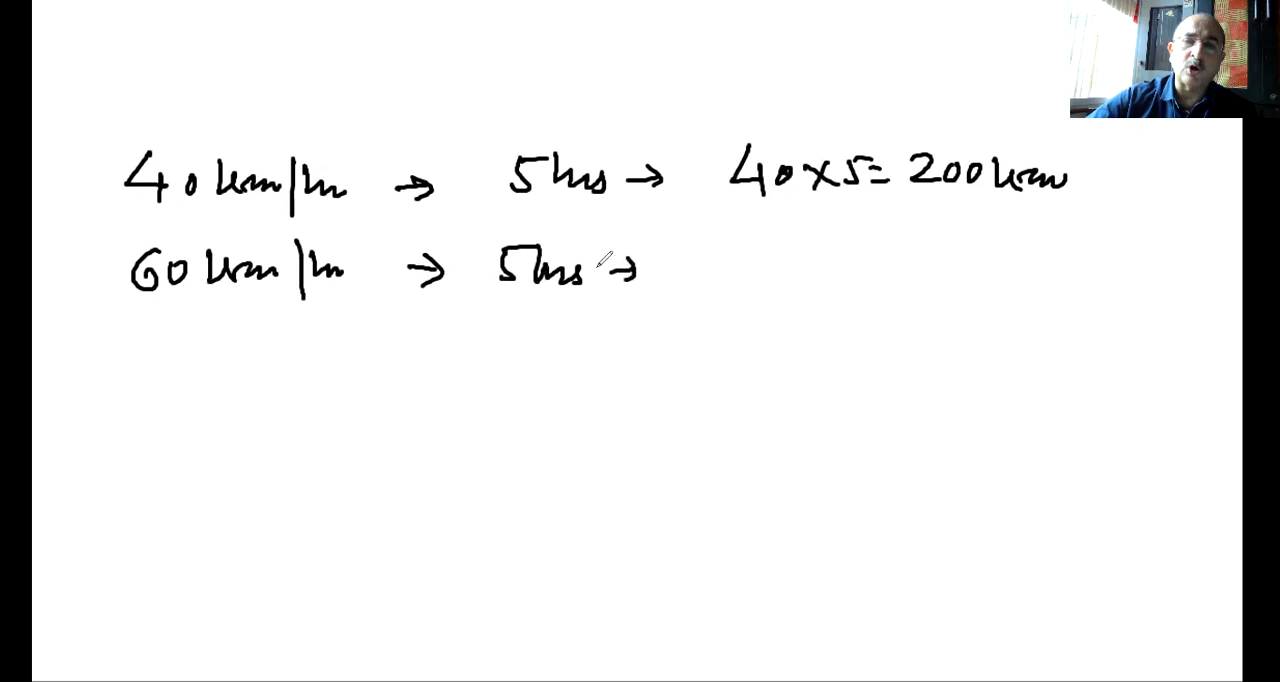 40 km/hr → 5 hrs → 40 x 5 = 200 km
60 km/hr → 5 hrs →